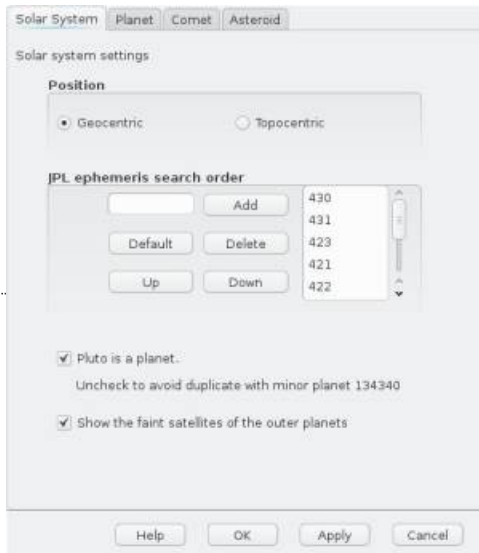 Solar System Planet Comet Asteroid
Solar system settings
Position
Geocentric Topocentric
JPL ephemeris search order
Add
Default Delete
Up Down
430
431
423
421
422
Pluto is a planet.
Uncheck to avoid duplicate with minor planet 134340
Show the faint satellites of the outer planets
Help OK Apply Cancel